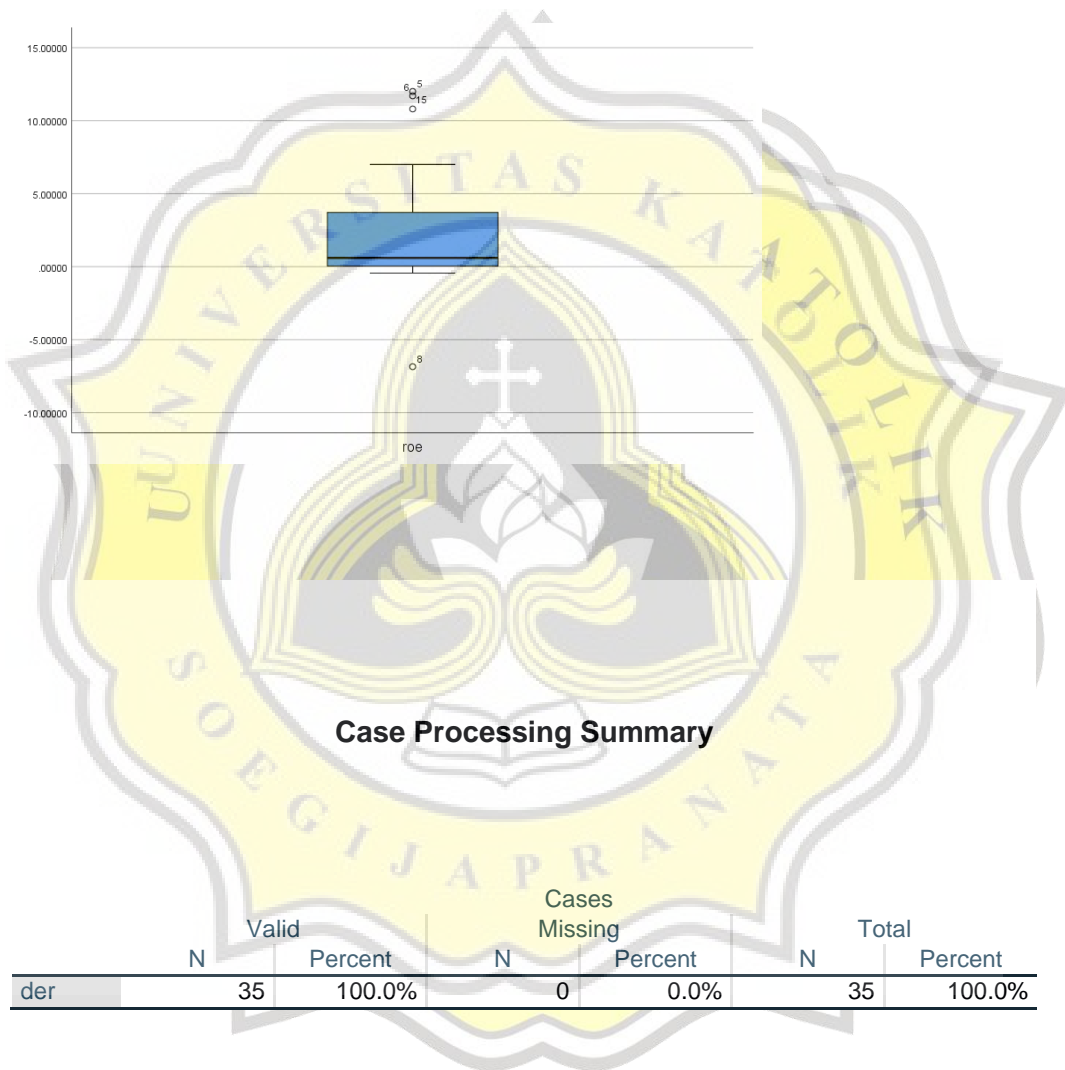 15.00000
10.00000
5.00000
.00000
-5.00000
-10.00000
5
6
15
8
roe
UNIVERSITAS KATOLIK
SOEGIJAPRANATA
Case Processing Summary
Cases
Valid Missing Total
N Percent N Percent N Percent
der 35 100.0% 0 0.0% 35 100.0%